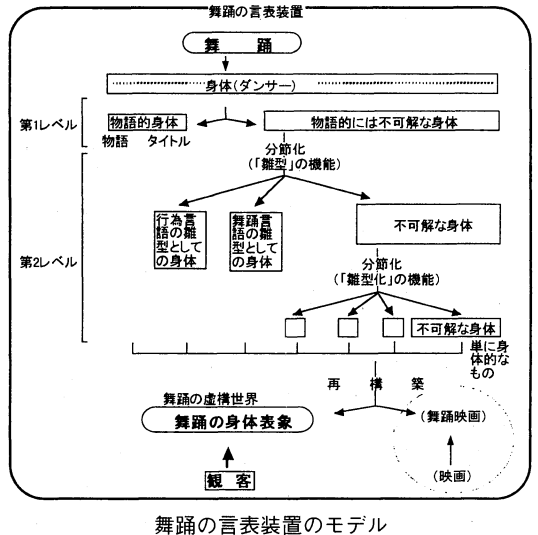 舞踊の言表装置
舞踊
身体(ダンサー)
第1レベル
物語的身体
物語的には不可解な身体
物語 タイトル
分節化
(「雛型」の機能)
第2レベル
行為言
語の雛
型として
の身体
舞踊言
語の雛
型として
の身体
不可解な身体
分節化
(「雛型化」の機能)
不可解な身体
単に身
体的な
もの
再構築
舞踊の虚構世界
舞踊の身体表象
(舞踊映画)
観客
(映画)
舞踊の言表装置のモデル